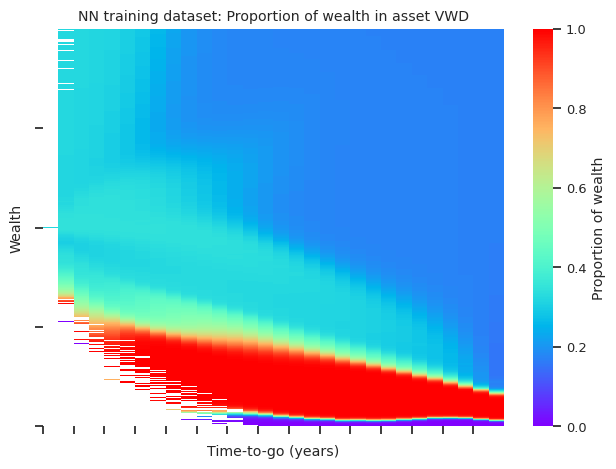 NN training dataset: Proportion of wealth in asset VWD
Wealth
Time-to-go (years)
1.0
0.8
0.6
0.4
0.2
0.0
Proportion of wealth